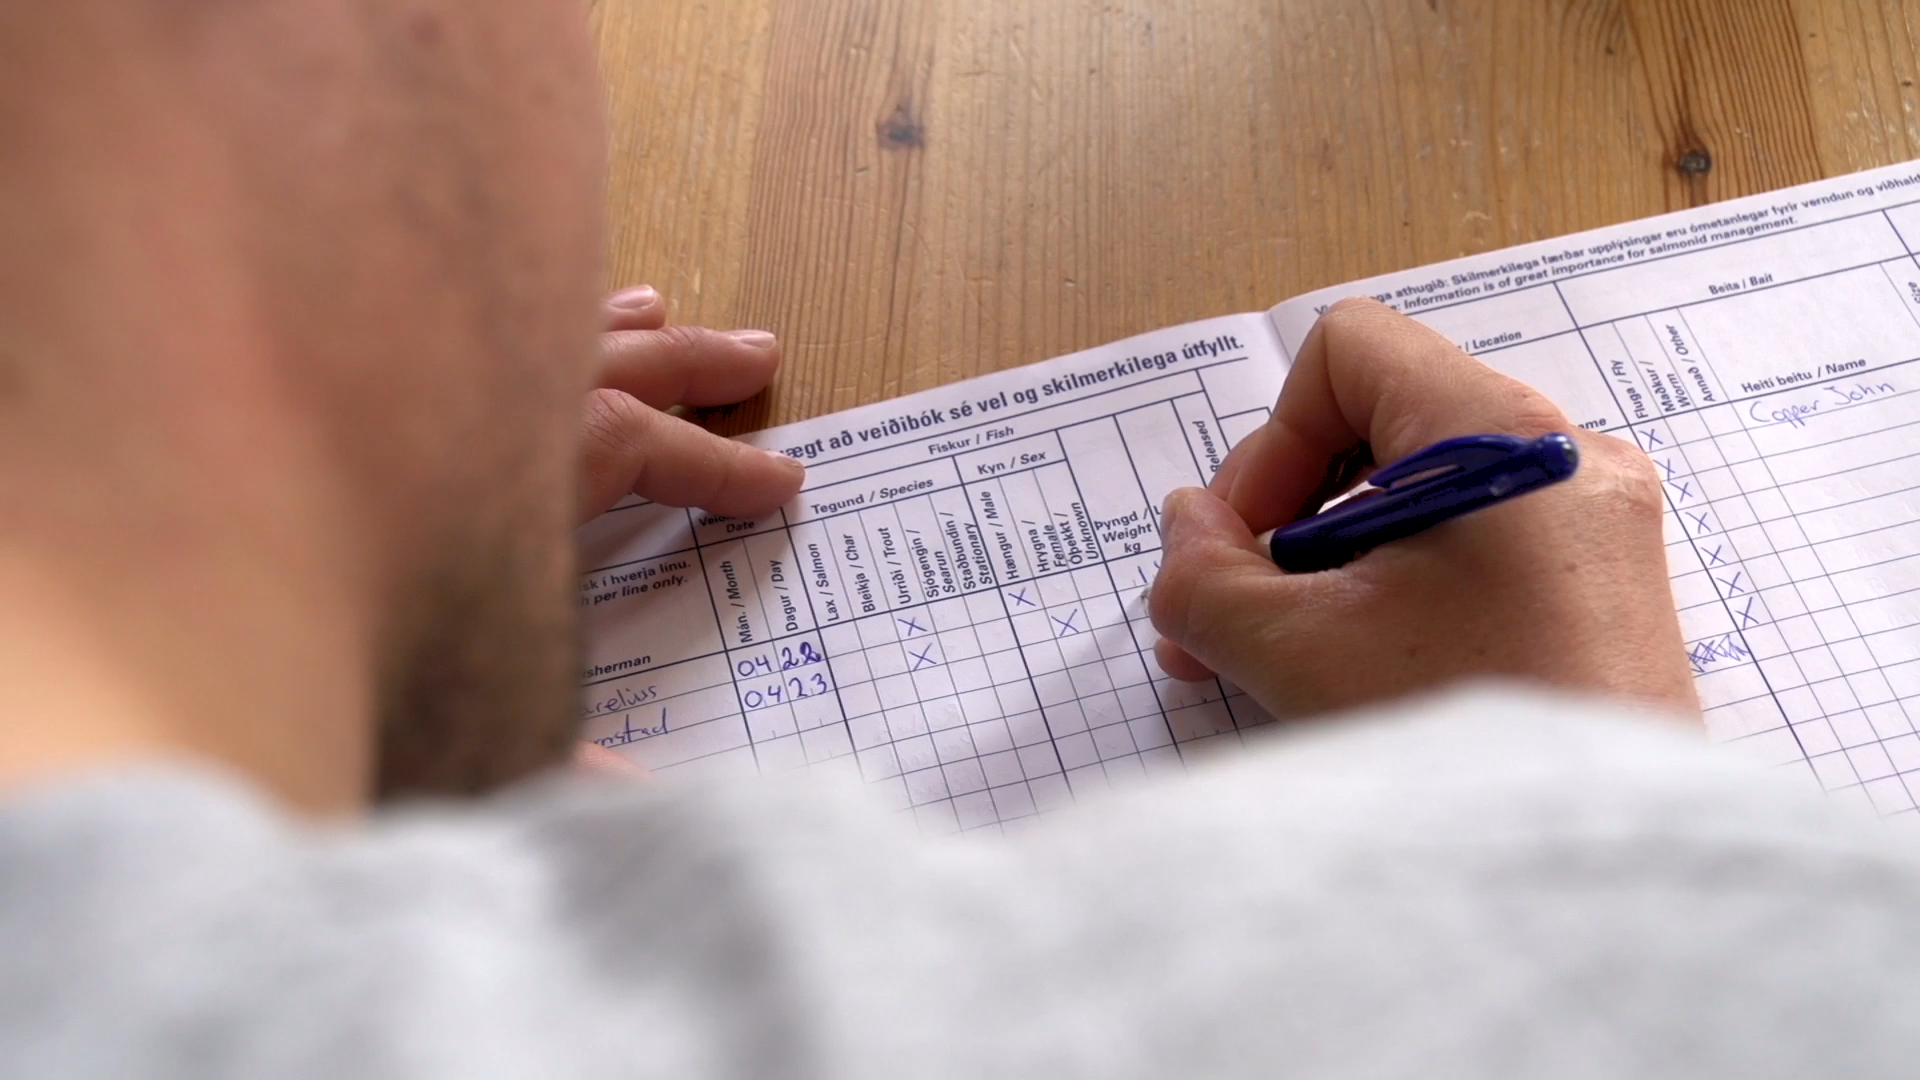 ægt að veiðibók sé vel og skilmerkilega útfyllt.
Fiskur / Fish
Tegund / Species
Kyn / Sex
Date
Mán. / Month
Dagur / Day
Lax / Salmon
Bleikja / Char
Urriði / Trout
Sjógengin /
Searun
Staðbundin /
Stationary
Hængur / Male
Hrygna /
Female
Óþekkt /
Unknown
Þyngd /
Weight
kg
Released
sk í hverja línu.
h per line only.
isherman
relius 04 22 X X
mstad 04 23 X X
ga athugið: Skilmerkilega færðar upplýsingar eru ómetanlegar fyrir verndun og viðhald
: Information is of great importance for salmonid management.
/ Location
Beita / Bait
ame
Fluga / Fly
Maðkur /
Worm
Annað / Other
Heiti beitu / Name
size
X Copper John
X
X
X
X
X
X